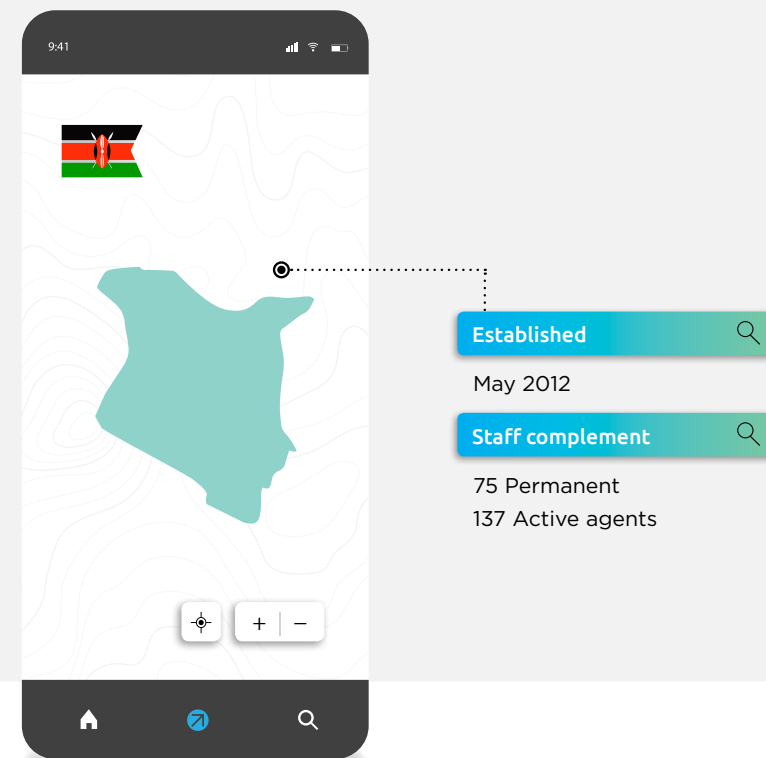 9:41
Established
May 2012
Staff complement
75 Permanent
137 Active agents